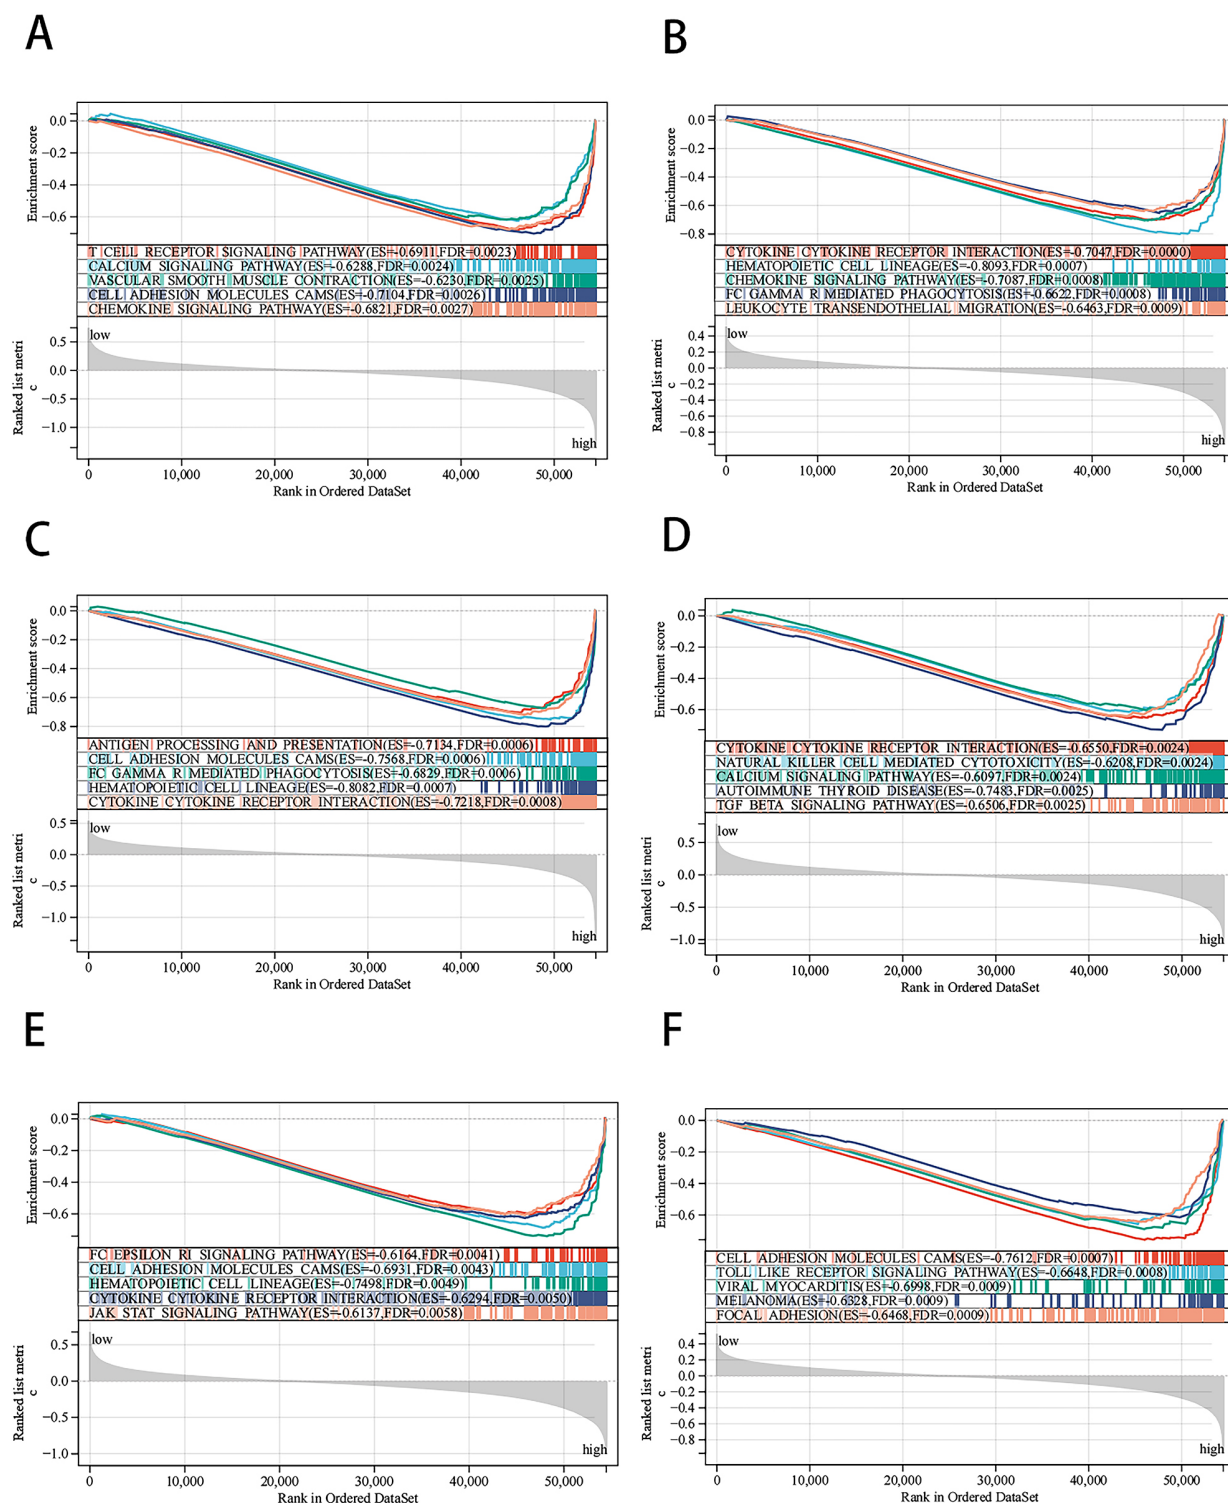 A
0.0
−0.2
−0.4
−0.6
Enrichment score
T CELL RECEPTOR SIGNALING PATHWAY(ES=-0.6911,FDR=0.0023)
CALCIUM SIGNALING PATHWAY(ES=-0.6288,FDR=0.0024)
VASCULAR SMOOTH MUSCLE CONTRACTION(ES=-0.6230,FDR=0.0025)
CELL ADHESION MOLECULES CAMS(ES=-0.7104,FDR=0.0026)
CHEMOKINE SIGNALING PATHWAY(ES=-0.6821,FDR=0.0027)
low
0.5
0.0
−0.5
−1.0
Ranked list metri
c
high
0 10,000 20,000 30,000 40,000 50,000
Rank in Ordered DataSet
B
0.0
−0.2
−0.4
−0.6
−0.8
Enrichment score
CYTOKINE CYTOKINE RECEPTOR INTERACTION(ES=-0.7047,FDR=0.0000)
HEMATOPOIETIC CELL LINEAGE(ES=-0.8093,FDR=0.0007)
CHEMOKINE SIGNALING PATHWAY(ES=-0.7087,FDR=0.0008)
FC GAMMA R MEDIATED PHAGOCYTOSIS(ES=-0.6622,FDR=0.0008)
LEUKOCYTE TRANSENDOTHELIAL MIGRATION(ES=-0.6463,FDR=0.0009)
low
0.4
0.2
0.0
−0.2
−0.4
−0.6
−0.8
Ranked list metri
c
high
0 10,000 20,000 30,000 40,000 50,000
Rank in Ordered DataSet
C
0.0
−0.2
−0.4
−0.6
−0.8
Enrichment score
ANTIGEN PROCESSING AND PRESENTATION(ES=-0.7134,FDR=0.0006)
CELL ADHESION MOLECULES CAMS(ES=-0.7568,FDR=0.0006)
FC GAMMA R MEDIATED PHAGOCYTOSIS(ES=-0.6829,FDR=0.0006)
HEMATOPOIETIC CELL LINEAGE(ES=-0.8082,FDR=0.0007)
CYTOKINE CYTOKINE RECEPTOR INTERACTION(ES=-0.7218,FDR=0.0008)
low
0.5
0.0
−0.5
−1.0
Ranked list metri
c
high
0 10,000 20,000 30,000 40,000 50,000
Rank in Ordered DataSet
D
0.0
−0.2
−0.4
−0.6
Enrichment score
CYTOKINE CYTOKINE RECEPTOR INTERACTION(ES=-0.6550,FDR=0.0024)
NATURAL KILLER CELL MEDIATED CYTOTOXICITY(ES=-0.6208,FDR=0.0024)
CALCIUM SIGNALING PATHWAY(ES=-0.6097,FDR=0.0024)
AUTOIMMUNE THYROID DISEASE(ES=-0.7483,FDR=0.0025)
TGF BETA SIGNALING PATHWAY(ES=-0.6506,FDR=0.0025)
low
0.5
0.0
−0.5
−1.0
Ranked list metri
c
high
0 10,000 20,000 30,000 40,000 50,000
Rank in Ordered DataSet
E
0.0
−0.2
−0.4
−0.6
Enrichment score
FC EPSILON RI SIGNALING PATHWAY(ES=-0.6164,FDR=0.0041)
CELL ADHESION MOLECULES CAMS(ES=-0.6931,FDR=0.0043)
HEMATOPOIETIC CELL LINEAGE(ES=-0.7498,FDR=0.0049)
CYTOKINE CYTOKINE RECEPTOR INTERACTION(ES=-0.6294,FDR=0.0050)
JAK STAT SIGNALING PATHWAY(ES=-0.6137,FDR=0.0058)
low
0.5
0.0
−0.5
−1.0
Ranked list metri
c
high
0 10,000 20,000 30,000 40,000 50,000
Rank in Ordered DataSet
F
0.0
−0.2
−0.4
−0.6
Enrichment score
CELL ADHESION MOLECULES CAMS(ES=-0.7612,FDR=0.0007)
TOLL LIKE RECEPTOR SIGNALING PATHWAY(ES=-0.6648,FDR=0.0008)
VIRAL MYOCARDITIS(ES=-0.6998,FDR=0.0009)
MELANOMA(ES=-0.6328,FDR=0.0009)
FOCAL ADHESION(ES=-0.6468,FDR=0.0009)
low
0.4
0.2
0.0
−0.2
−0.4
−0.6
−0.8
Ranked list metri
c
high
0 10,000 20,000 30,000 40,000 50,000
Rank in Ordered DataSet